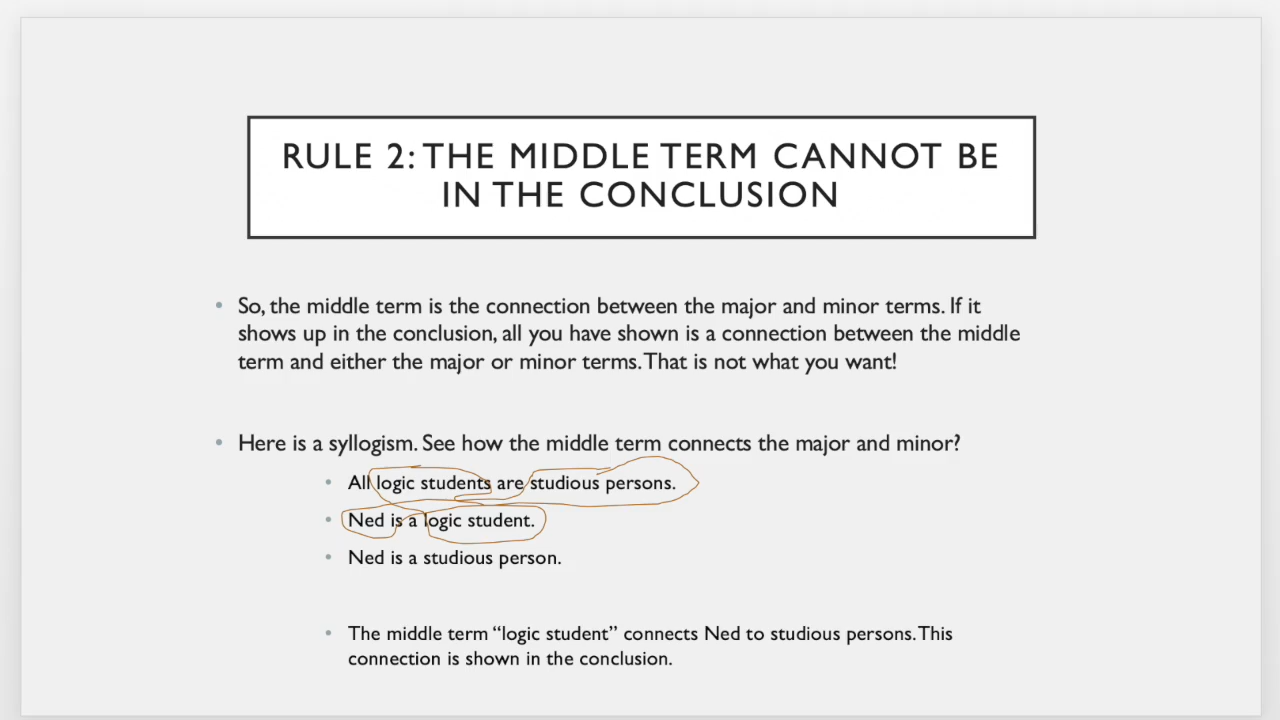 RULE 2: THE MIDDLE TERM CANNOT BE
IN THE CONCLUSION
• So, the middle term is the connection between the major and minor terms. If it
shows up in the conclusion, all you have shown is a connection between the middle
term and either the major or minor terms. That is not what you want!
• Here is a syllogism. See how the middle term connects the major and minor?
• All logic students are studious persons.
• Ned is a logic student.
• Ned is a studious person.
• The middle term “logic student” connects Ned to studious persons. This
connection is shown in the conclusion.